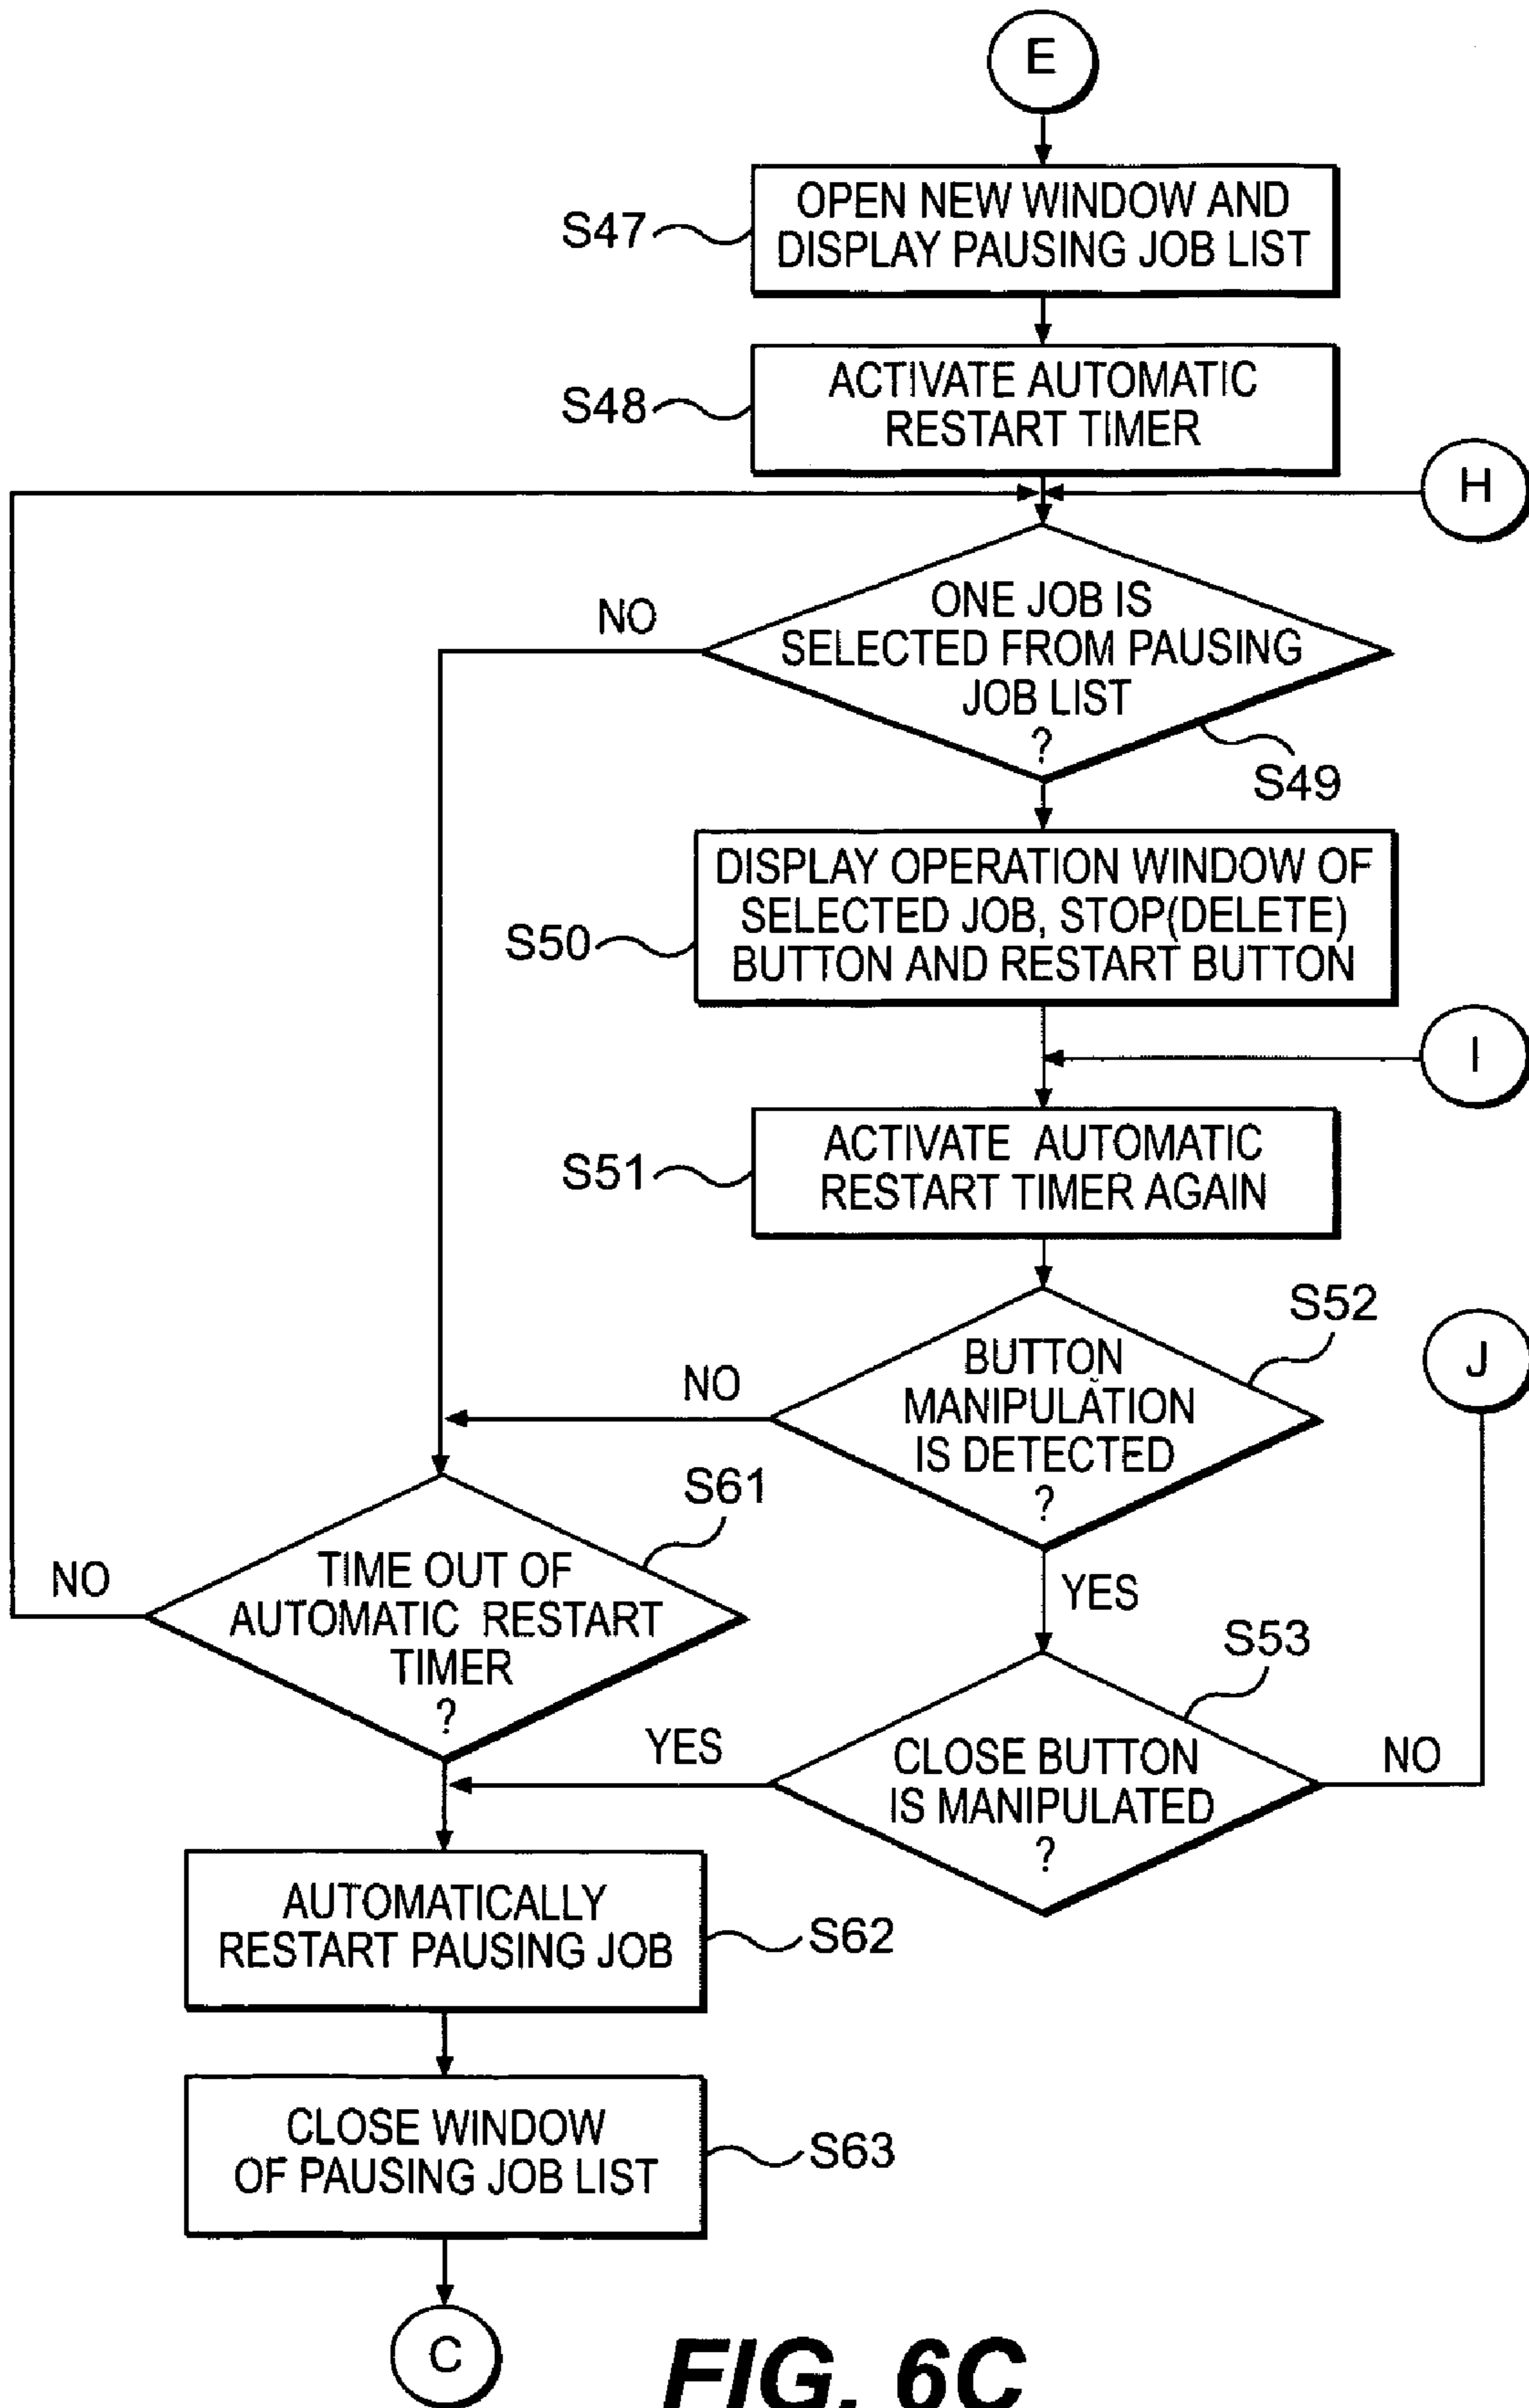 E
OPEN NEW WINDOW AND
DISPLAY PAUSING JOB LIST
S47
ACTIVATE AUTOMATIC
RESTART TIMER
S48
H
ONE JOB IS
SELECTED FROM PAUSING
JOB LIST
?
NO
S49
DISPLAY OPERATION WINDOW OF
SELECTED JOB, STOP(DELETE)
BUTTON AND RESTART BUTTON
S50
I
ACTIVATE AUTOMATIC
RESTART TIMER AGAIN
S51
S52
BUTTON
MANIPULATION
IS DETECTED
?
NO
YES
J
S61
TIME OUT OF
AUTOMATIC RESTART
TIMER
?
NO
S53
CLOSE BUTTON
IS MANIPULATED
?
YES
NO
AUTOMATICALLY
RESTART PAUSING JOB
S62
CLOSE WINDOW
OF PAUSING JOB LIST
S63
C
FIG. 6C